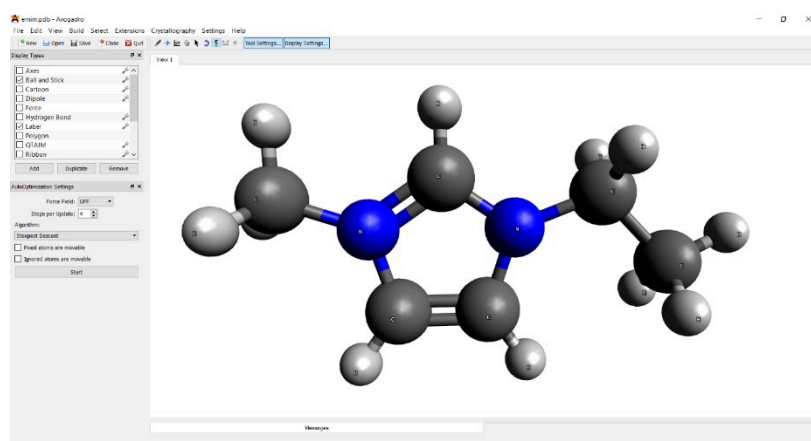 emim.pdb - Avogadro
File Edit View Build Select Extensions Crystallography Settings Help
New Open Save Close Quit Tool Settings... Display Settings...
Display Types
View 1
Axes
Ball and Stick
Cartoon
Dipole
Force
Hydrogen Bond
Label
Polygon
QTAIM
Ribbon
Add Duplicate Remove
AutoOptimization Settings
Force Field: UFF
Steps per Update: 4
Algorithm:
Steepest Descent
Fixed atoms are movable
Ignored atoms are movable
Start
H
H
H
C
C
C
H
N
N
H
C
C
C
H
H
H
H
Messages